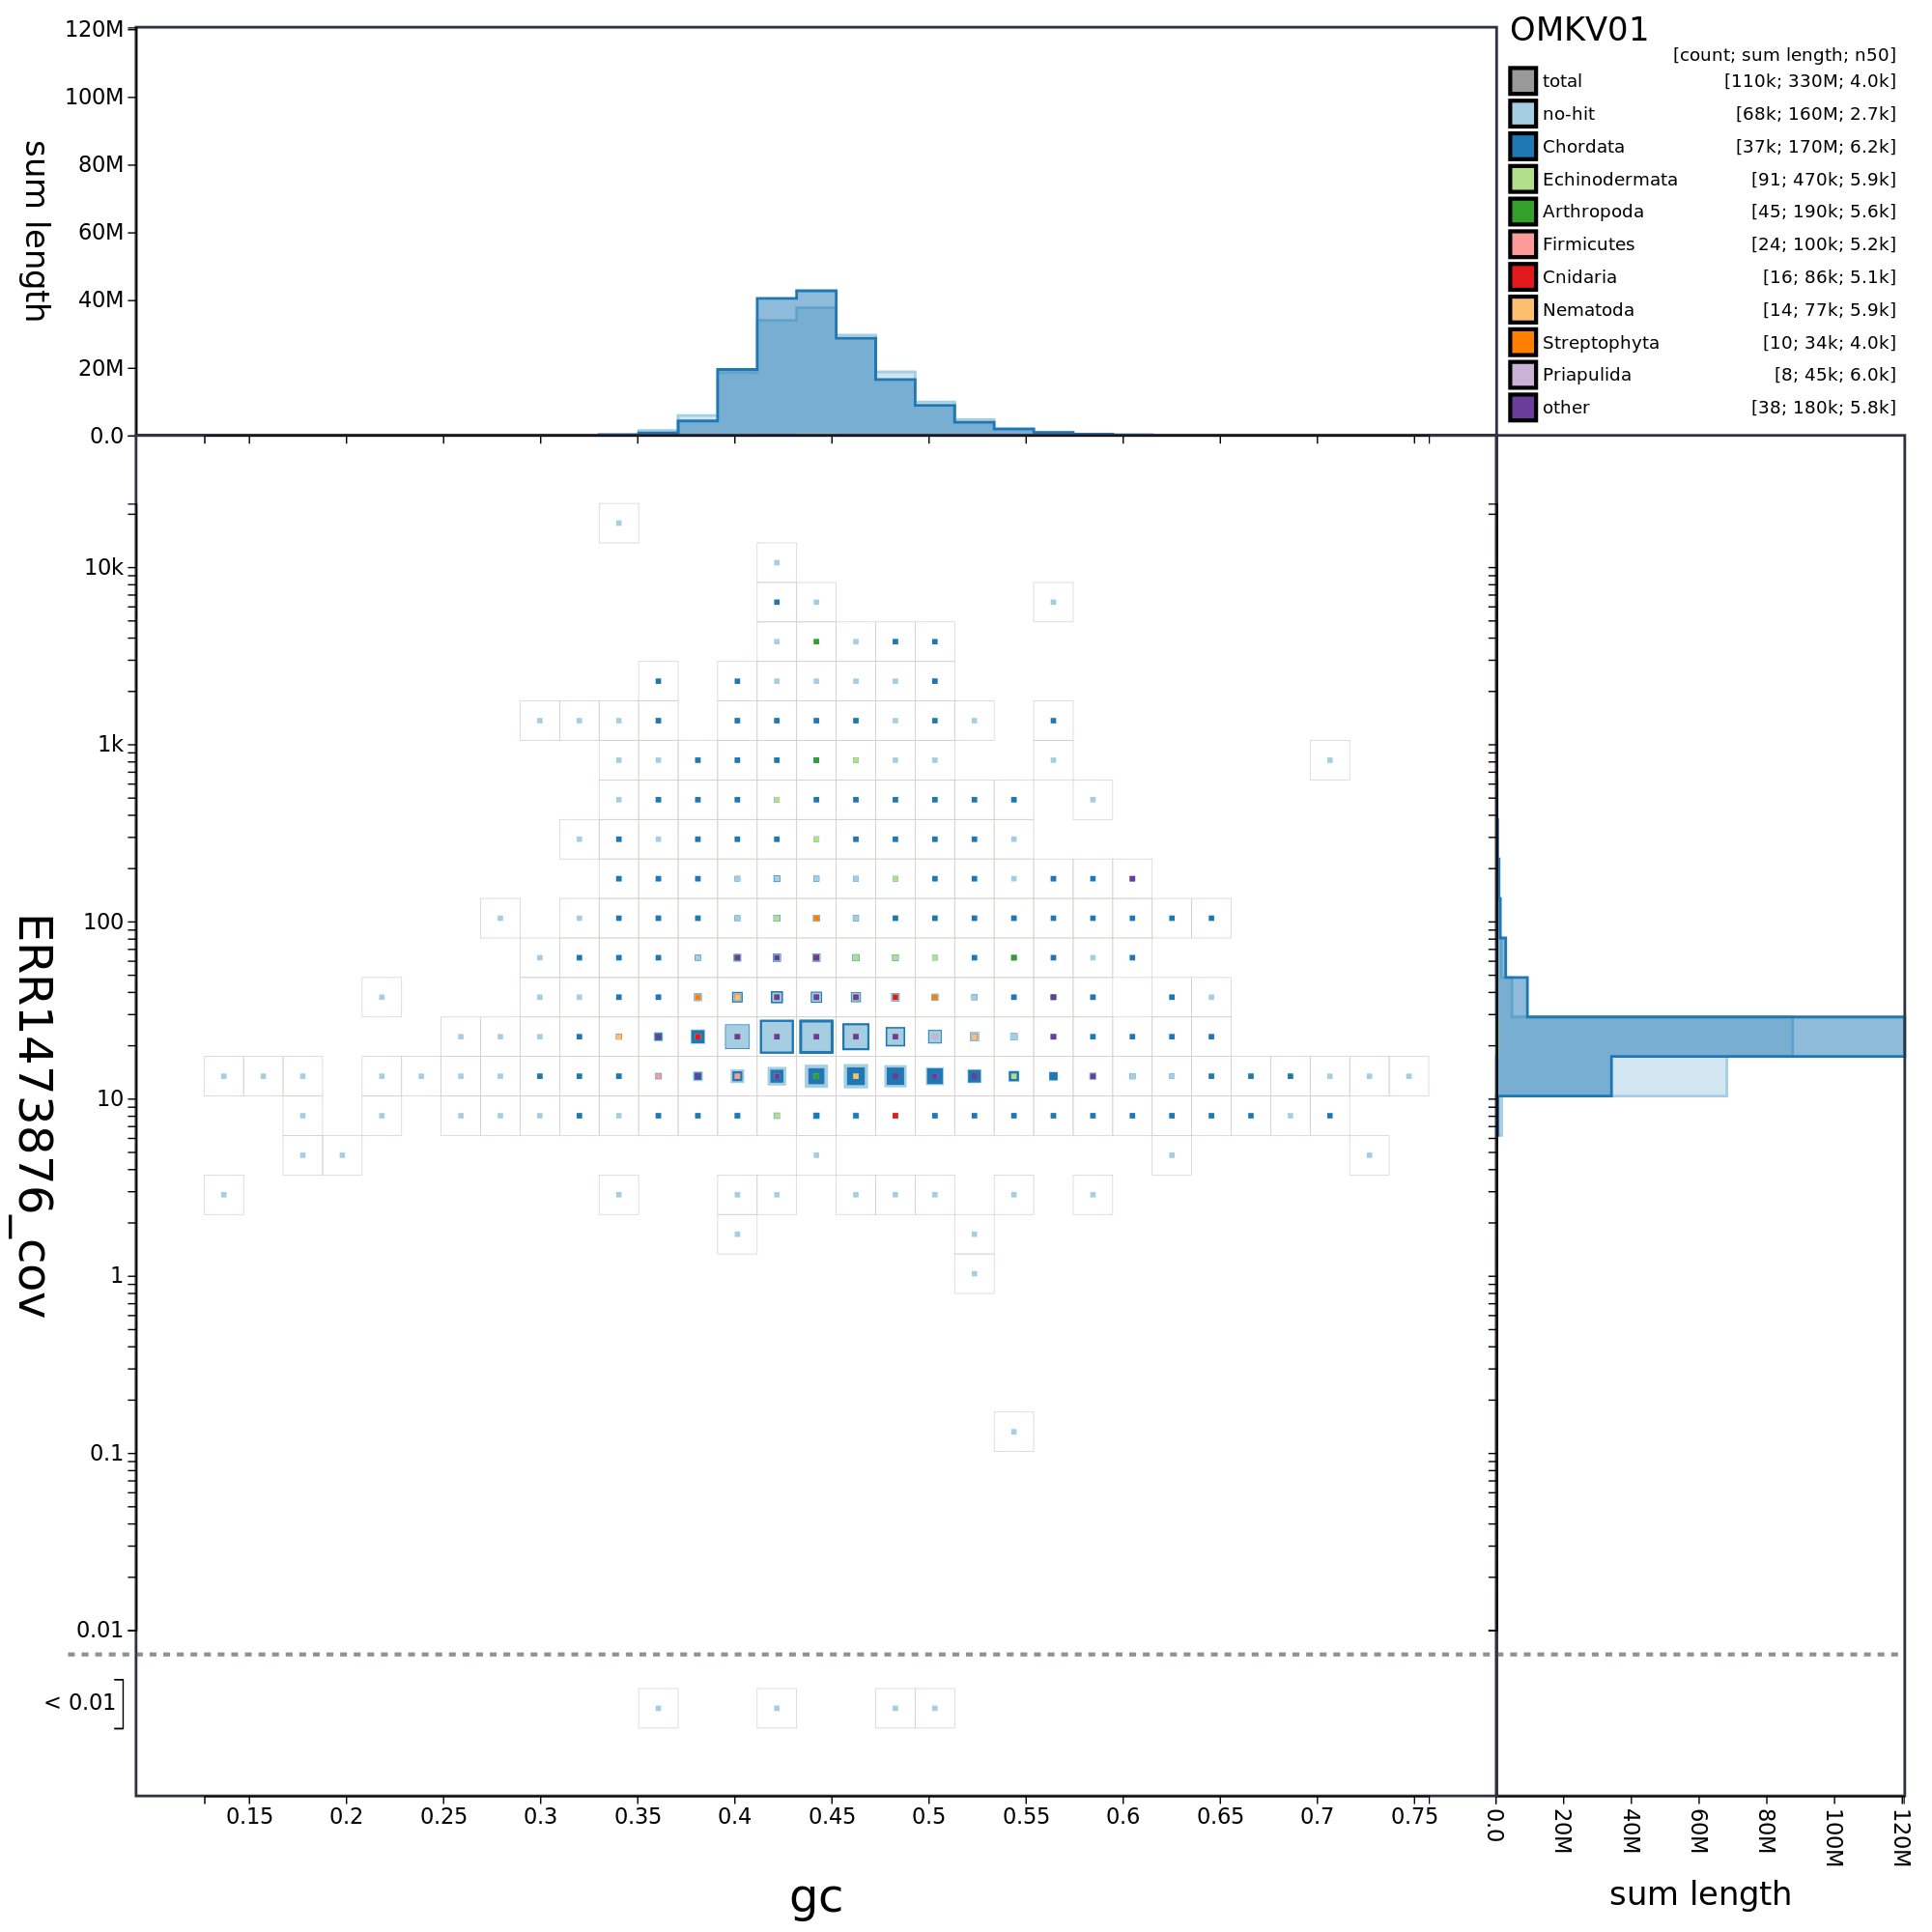 120M
100M
80M
60M
40M
20M
0.0
sum length
OMKV01
[count; sum length; n50]
total [110k; 330M; 4.0k]
no-hit [68k; 160M; 2.7k]
Chordata [37k; 170M; 6.2k]
Echinodermata [91; 470k; 5.9k]
Arthropoda [45; 190k; 5.6k]
Firmicutes [24; 100k; 5.2k]
Cnidaria [16; 86k; 5.1k]
Nematoda [14; 77k; 5.9k]
Streptophyta [10; 34k; 4.0k]
Priapulida [8; 45k; 6.0k]
other [38; 180k; 5.8k]
10k
1k
100
10
1
0.1
0.01
< 0.01
ERR1473876_cov
0.15 0.2 0.25 0.3 0.35 0.4 0.45 0.5 0.55 0.6 0.65 0.7 0.75
gc
0.0 20M 40M 60M 80M 100M 120M
sum length